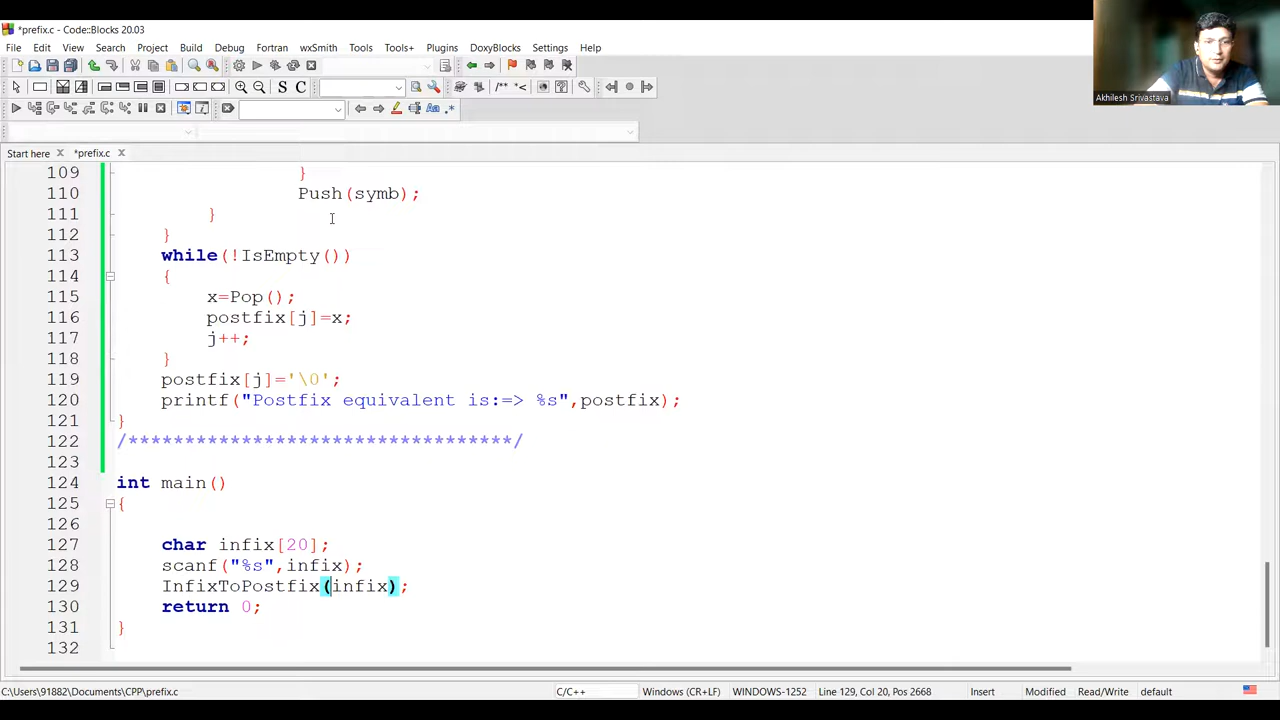 *prefix.c - Code::Blocks 20.03
File Edit View Search Project Build Debug Fortran wxSmith Tools Tools+ Plugins DoxyBlocks Settings Help
Akhilesh Srivastava
Start here *prefix.c
109 }
110 Push(symb);
111 }
112 }
113 while(!IsEmpty())
114 {
115 x=Pop();
116 postfix[j]=x;
117 j++;
118 }
119 postfix[j]='\0';
120 printf("Postfix equivalent is:=> %s",postfix);
121 }
122 /**********************************/
123
124 int main()
125 {
126
127 char infix[20];
128 scanf("%s",infix);
129 InfixToPostfix(infix);
130 return 0;
131 }
132
C:\Users\91882\Documents\CPP\prefix.c C/C++ Windows (CR+LF) WINDOWS-1252 Line 129, Col 20, Pos 2668 Insert Modified Read/Write default